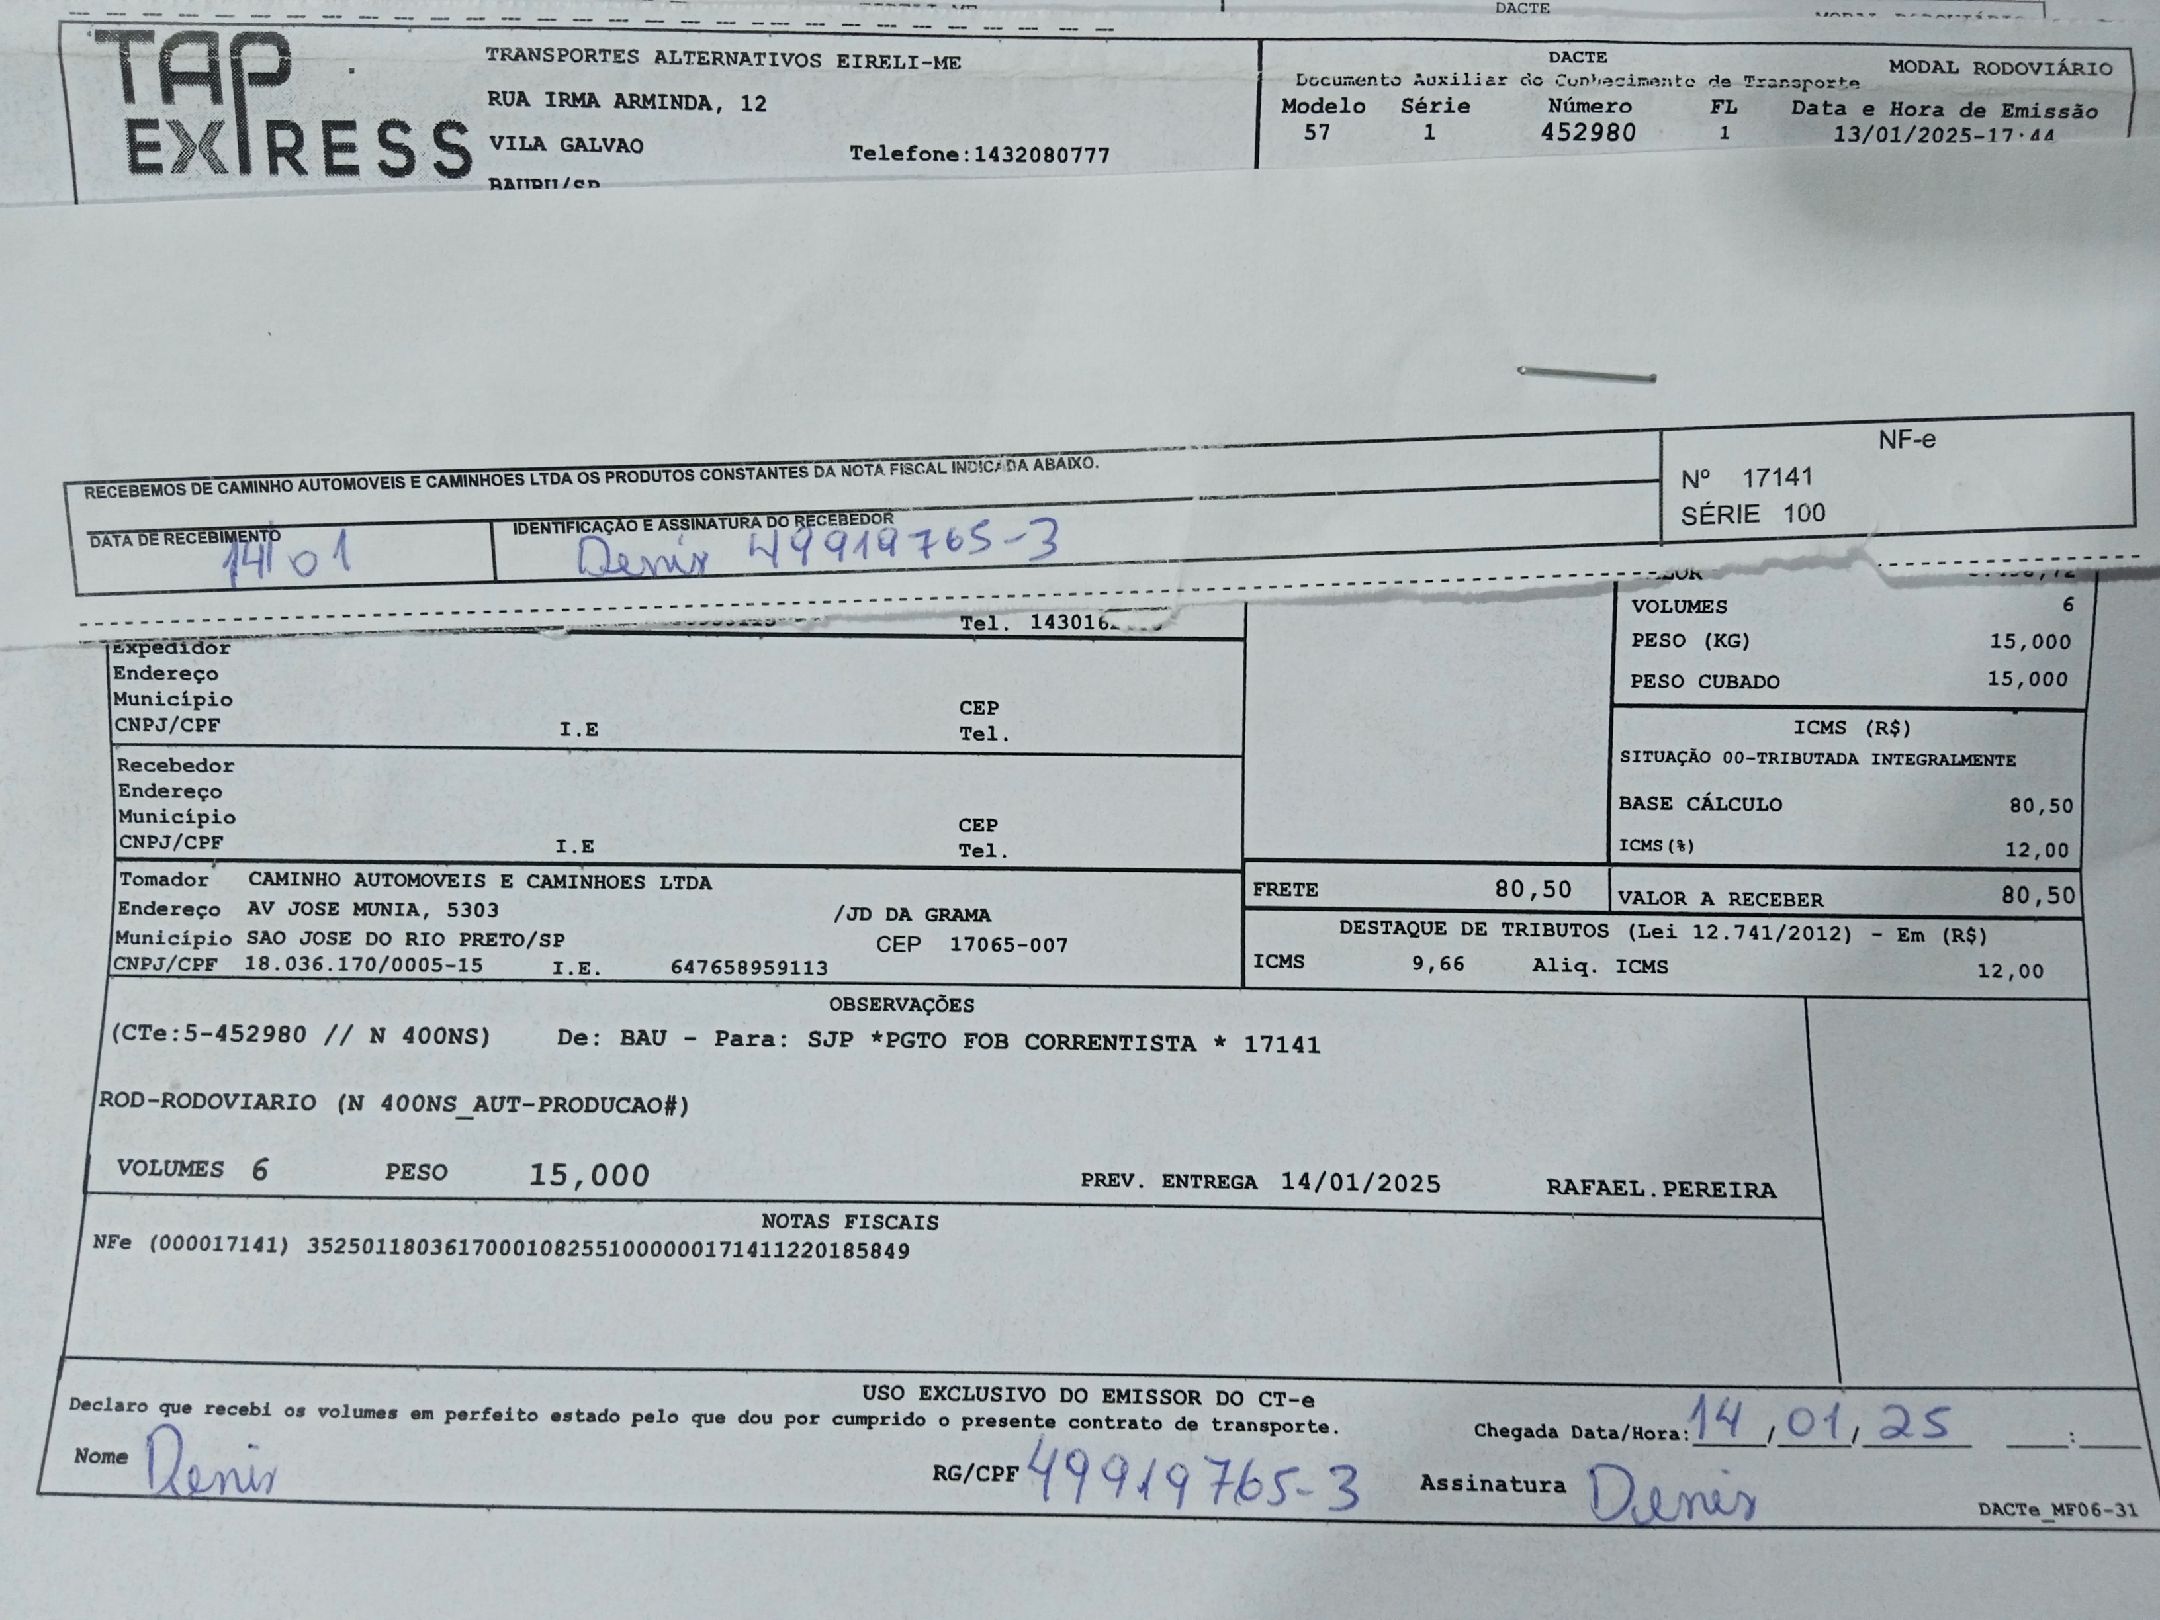 DACTE
TAP EXPRESS
TRANSPORTES ALTERNATIVOS EIRELI-ME
RUA IRMA ARMINDA, 12
VILA GALVAO
Telefone:1432080777
BAURU/SP
DACTE
MODAL RODOVIÁRIO
Documento Auxiliar do Conhecimento de Transporte
Modelo Série Número FL Data e Hora de Emissão
57 1 452980 1 13/01/2025-17:44
RECEBEMOS DE CAMINHO AUTOMOVEIS E CAMINHOES LTDA OS PRODUTOS CONSTANTES DA NOTA FISCAL INDICADA ABAIXO.
NF-e
Nº 17141
SÉRIE 100
DATA DE RECEBIMENTO
14/01
IDENTIFICAÇÃO E ASSINATURA DO RECEBEDOR
Denis 49919765-3
Tel.
VOLUMES 6
PESO (KG) 15,000
PESO CUBADO 15,000
Expedidor
Endereço
Município CEP
CNPJ/CPF I.E Tel.
Recebedor
Endereço
Município CEP
CNPJ/CPF I.E Tel.
ICMS (R$)
SITUAÇÃO 00-TRIBUTADA INTEGRALMENTE
BASE CÁLCULO 80,50
ICMS(%) 12,00
Tomador CAMINHO AUTOMOVEIS E CAMINHOES LTDA
Endereço AV JOSE MUNIA, 5303 /JD DA GRAMA
Município SAO JOSE DO RIO PRETO/SP CEP 17065-007
CNPJ/CPF 18.036.170/0005-15 I.E. 647658959113
FRETE 80,50 VALOR A RECEBER 80,50
DESTAQUE DE TRIBUTOS (Lei 12.741/2012) - Em (R$)
ICMS 9,66 Aliq. ICMS 12,00
OBSERVAÇÕES
(CTe:5-452980 // N 400NS) De: BAU - Para: SJP *PGTO FOB CORRENTISTA * 17141
ROD-RODOVIARIO (N 400NS_AUT-PRODUCAO#)
VOLUMES 6 PESO 15,000 PREV. ENTREGA 14/01/2025 RAFAEL.PEREIRA
NOTAS FISCAIS
NFe (000017141) 35250118036170001082551000000171411220185849
USO EXCLUSIVO DO EMISSOR DO CT-e
Declaro que recebi os volumes em perfeito estado pelo que dou por cumprido o presente contrato de transporte.
Chegada Data/Hora: 14/01/25 __:__
Nome Denis RG/CPF 49919765-3 Assinatura Denis
DACTe_MF06-31